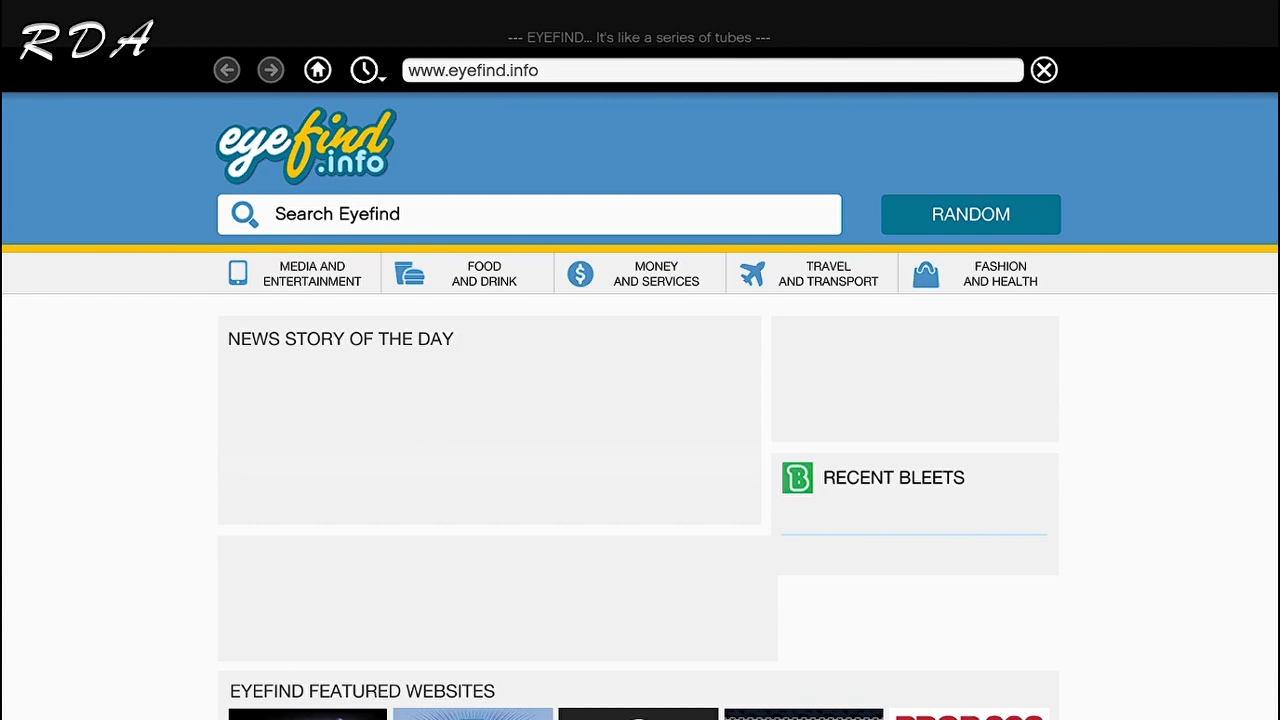 RDA
--- EYEFIND... It's like a series of tubes ---
www.eyefind.info
eyefind
.info
Search Eyefind
RANDOM
MEDIA AND
ENTERTAINMENT
FOOD
AND DRINK
MONEY
AND SERVICES
TRAVEL
AND TRANSPORT
FASHION
AND HEALTH
NEWS STORY OF THE DAY
B RECENT BLEETS
EYEFIND FEATURED WEBSITES